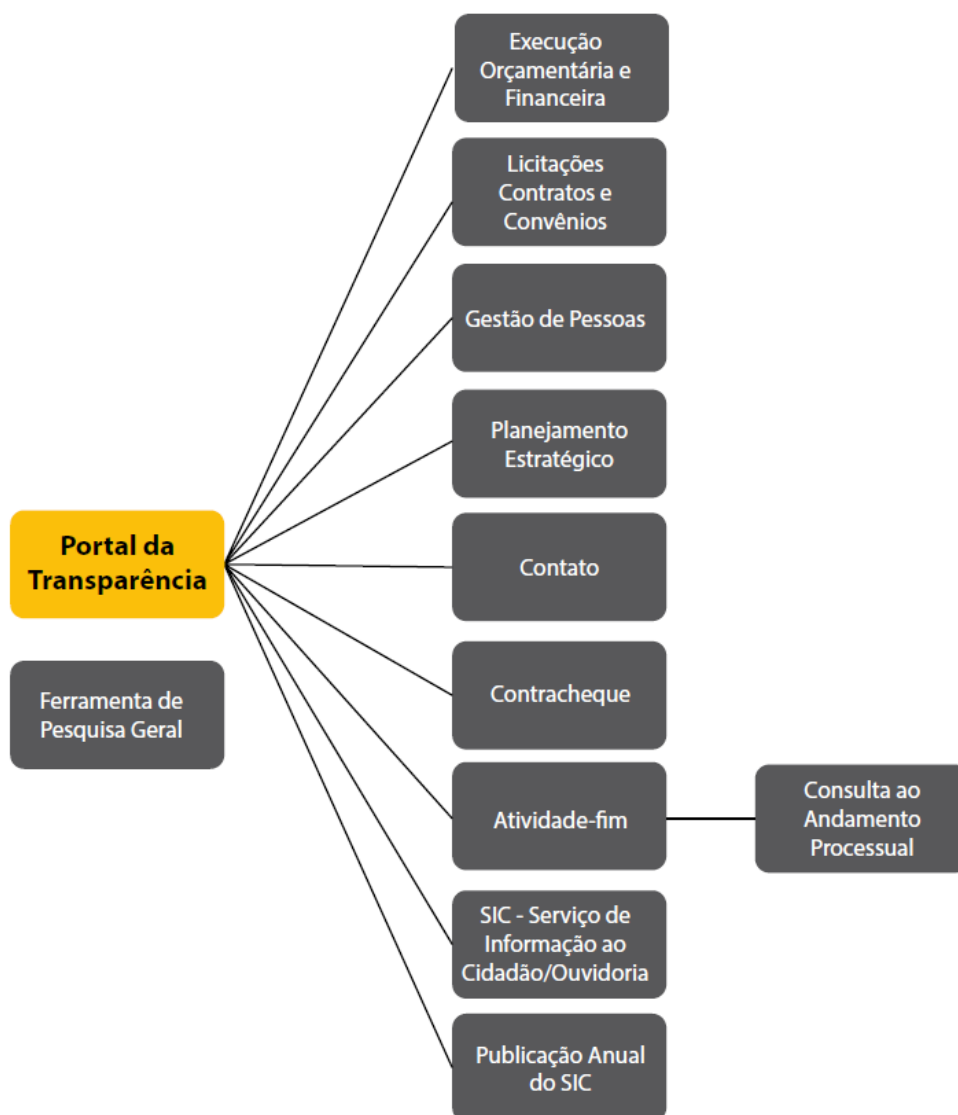 Execução
Orçamentária e
Financeira
Licitações
Contratos e
Convênios
Gestão de Pessoas
Planejamento
Estratégico
Portal da
Transparência
Contato
Ferramenta de
Pesquisa Geral
Contracheque
Atividade-fim
Consulta ao
Andamento
Processual
SIC - Serviço de
Informação ao
Cidadão/Ouvidoria
Publicação Anual
do SIC